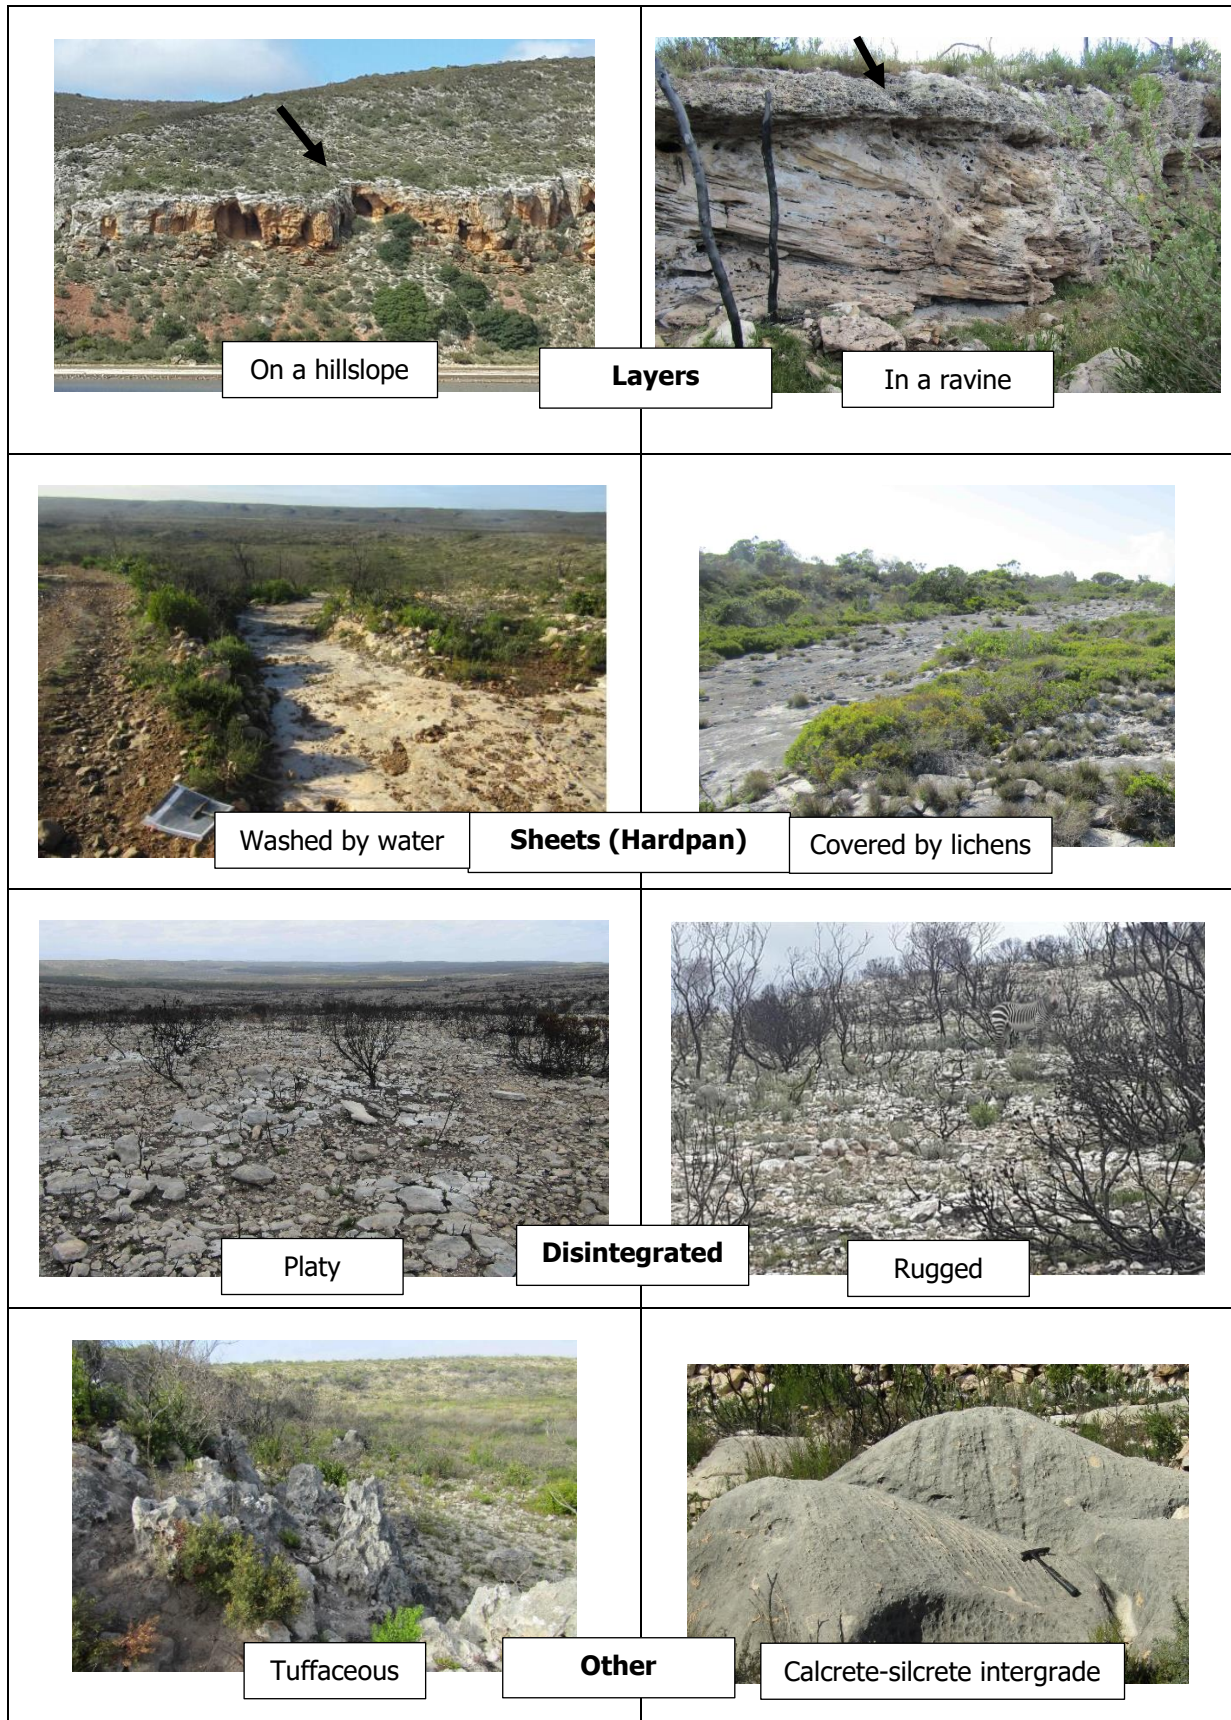 On a hillslope
Layers
In a ravine
Washed by water
Sheets (Hardpan)
Covered by lichens
Platy
Disintegrated
Rugged
Tuffaceous
Other
Calcrete-silcrete intergrade